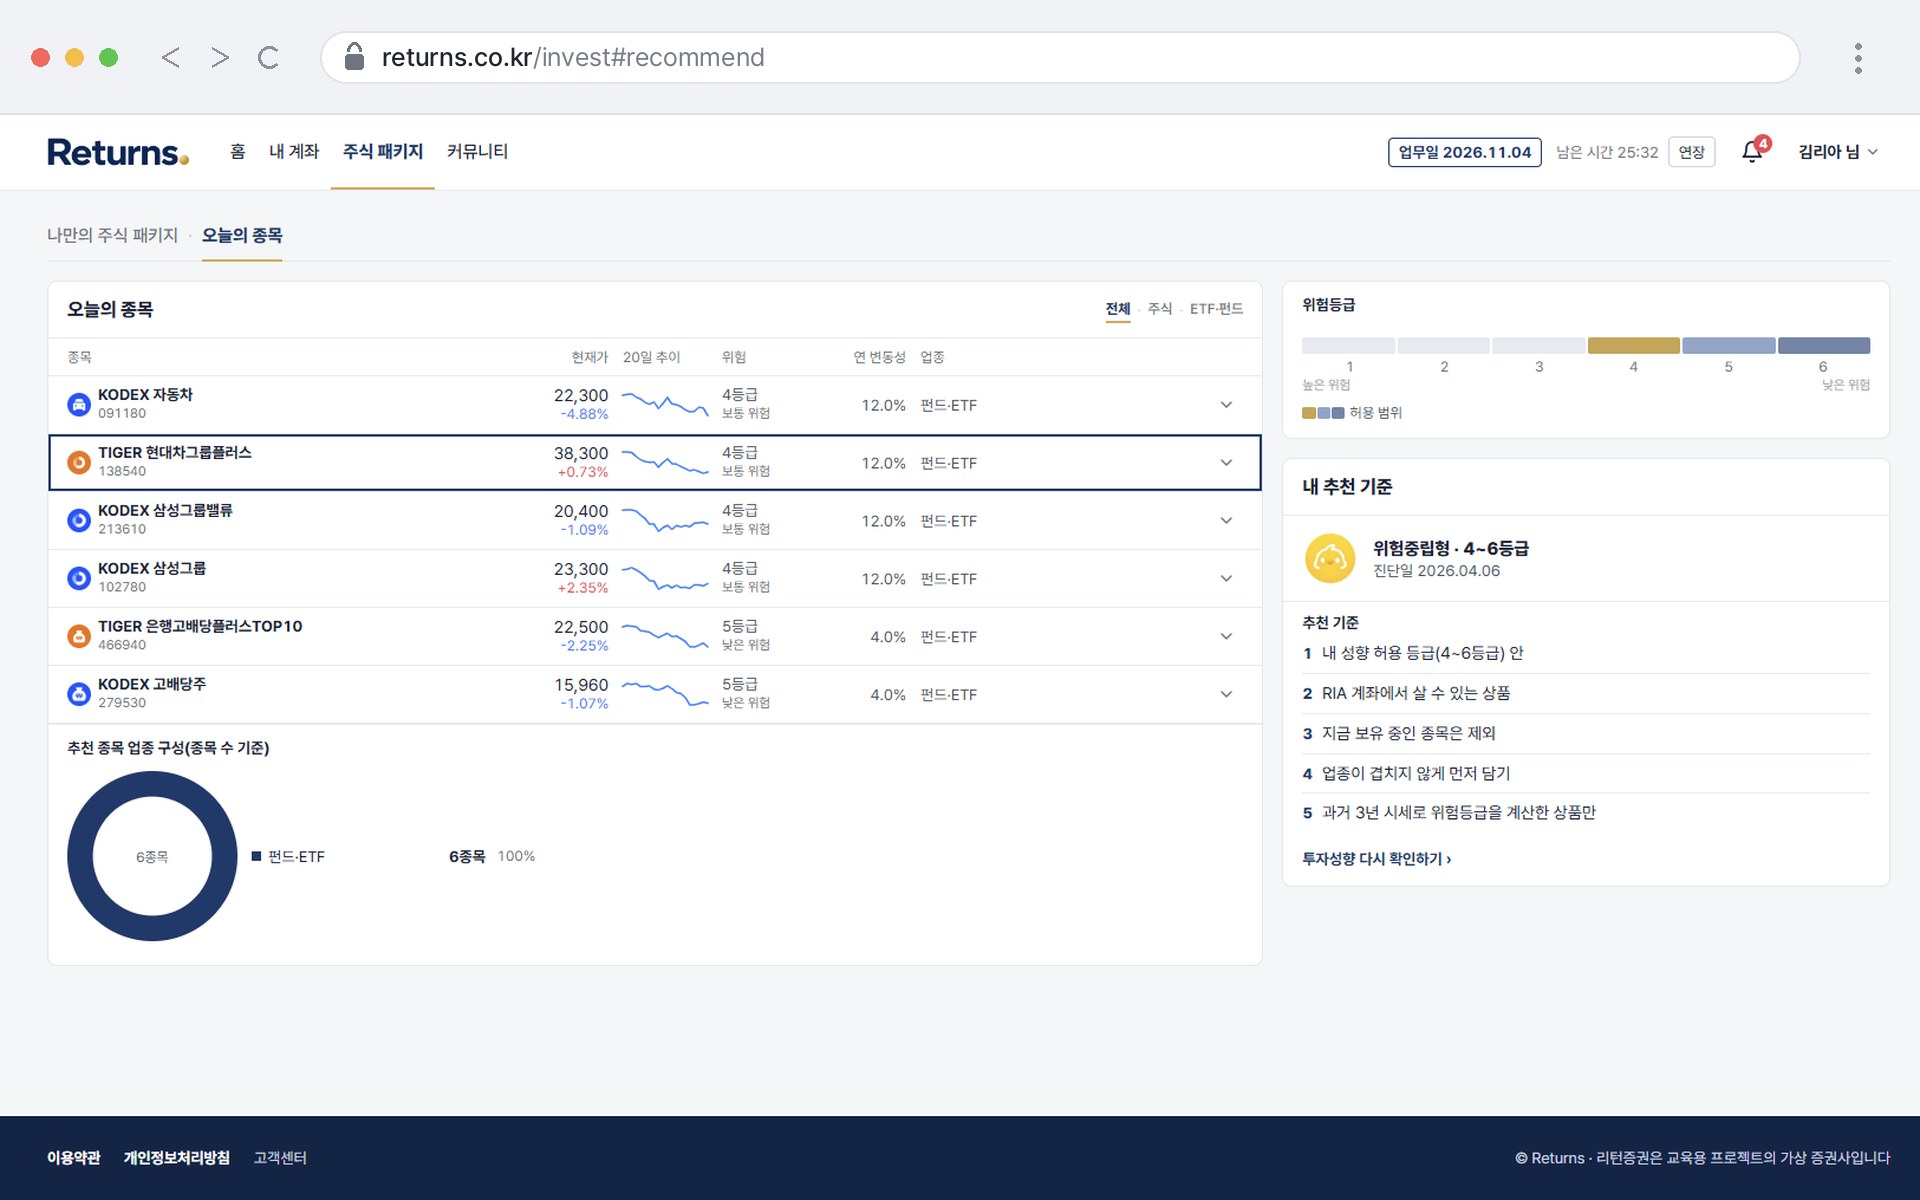 returns.co.kr/invest#recommend
Returns.
홈 내 계좌 주식 패키지 커뮤니티
업무일 2026.11.04 남은 시간 25:32 연장 4 김리아 님
나만의 주식 패키지 · 오늘의 종목
오늘의 종목
전체 · 주식 · ETF·펀드
종목 현재가 20일 추이 위험 연 변동성 업종
KODEX 자동차 22,300 4등급
091180 -4.88% 보통 위험 12.0% 펀드·ETF
TIGER 현대차그룹플러스 38,300 4등급
138540 +0.73% 보통 위험 12.0% 펀드·ETF
KODEX 삼성그룹밸류 20,400 4등급
213610 -1.09% 보통 위험 12.0% 펀드·ETF
KODEX 삼성그룹 23,300 4등급
102780 +2.35% 보통 위험 12.0% 펀드·ETF
TIGER 은행고배당플러스TOP10 22,500 5등급
466940 -2.25% 낮은 위험 4.0% 펀드·ETF
KODEX 고배당주 15,960 5등급
279530 -1.07% 낮은 위험 4.0% 펀드·ETF
추천 종목 업종 구성(종목 수 기준)
6종목
펀드·ETF 6종목 100%
위험등급
1 2 3 4 5 6
높은 위험 낮은 위험
허용 범위
내 추천 기준
위험중립형 · 4~6등급
진단일 2026.04.06
추천 기준
1 내 성향 허용 등급(4~6등급) 안
2 RIA 계좌에서 살 수 있는 상품
3 지금 보유 중인 종목은 제외
4 업종이 겹치지 않게 먼저 담기
5 과거 3년 시세로 위험등급을 계산한 상품만
투자성향 다시 확인하기 ›
이용약관 개인정보처리방침 고객센터
© Returns · 리턴증권은 교육용 프로젝트의 가상 증권사입니다